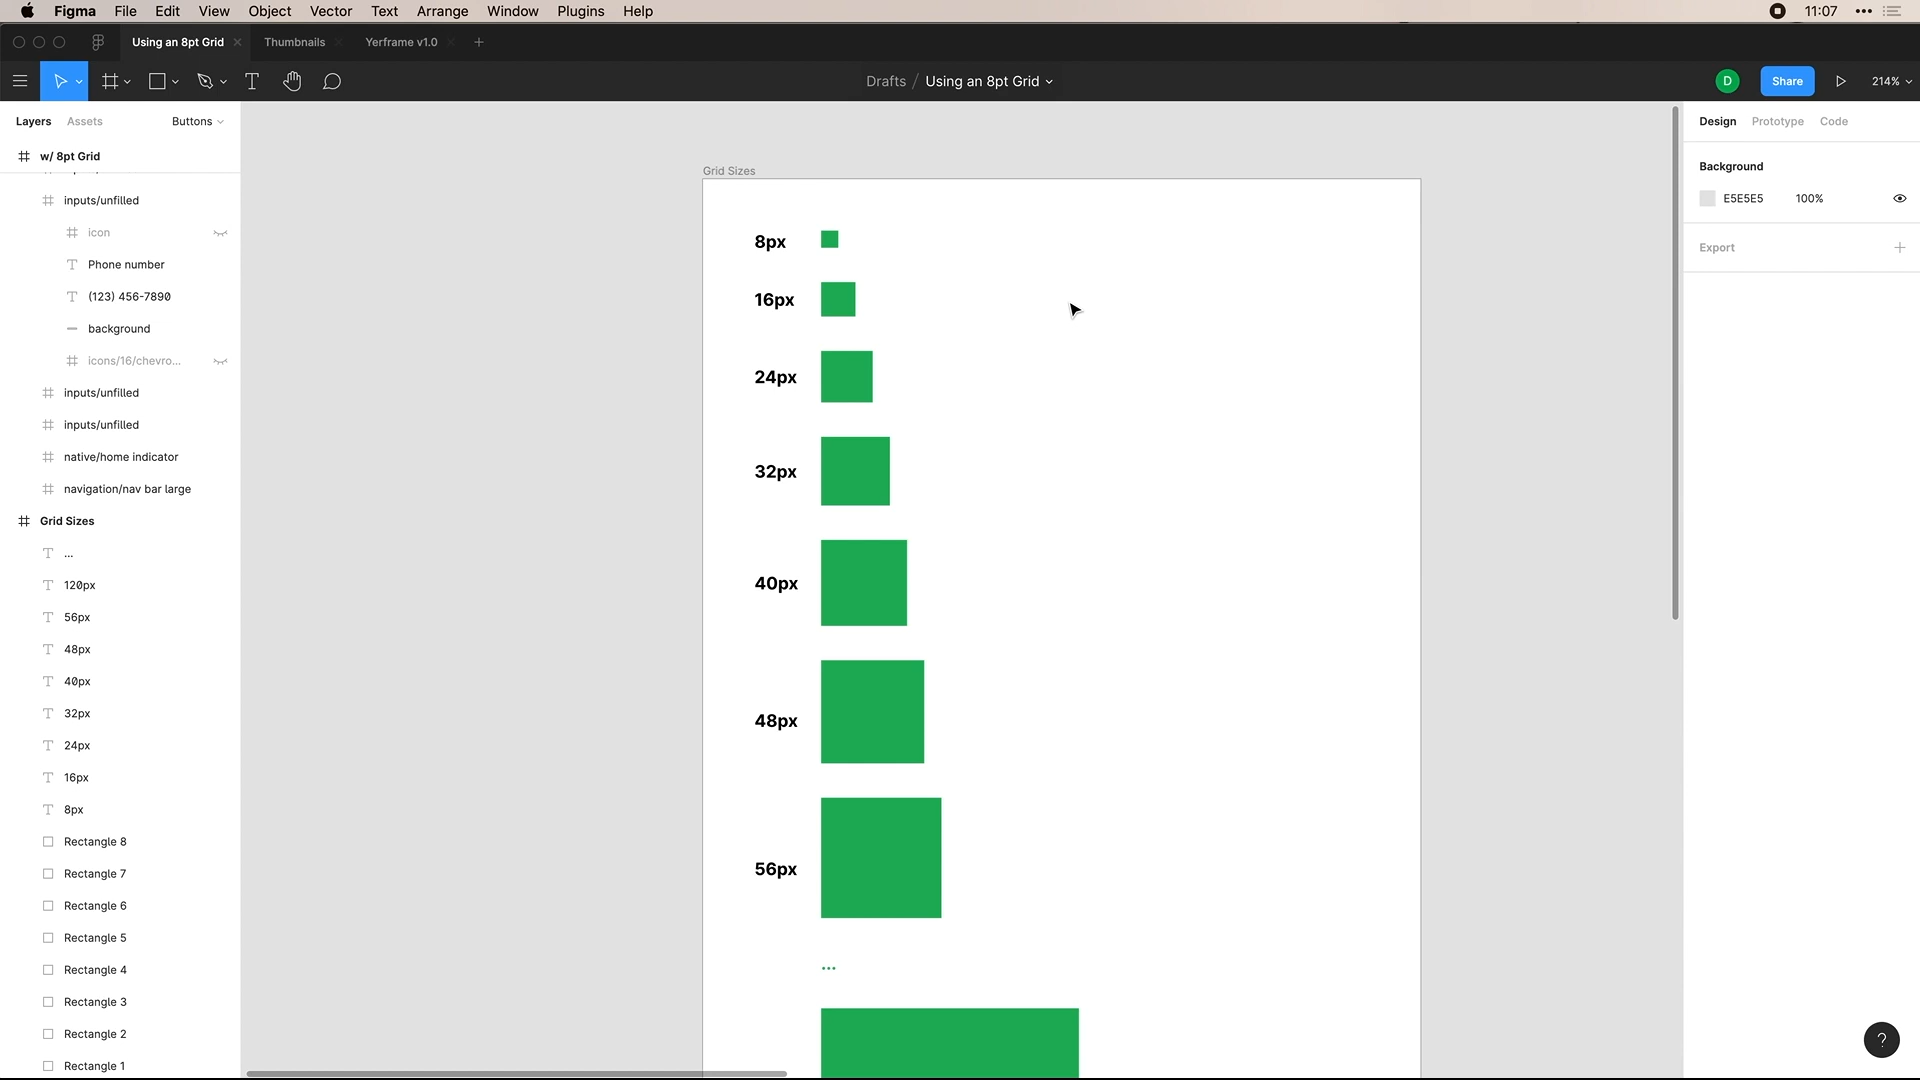 Figma File Edit View Object Vector Text Arrange Window Plugins Help 11:07
Using an 8pt Grid Thumbnails Yerframe v1.0
Drafts / Using an 8pt Grid D Share 214%
Layers Assets Buttons
w/ 8pt Grid
inputs/unfilled
icon
Phone number
(123) 456-7890
background
icons/16/chevro...
inputs/unfilled
inputs/unfilled
native/home indicator
navigation/nav bar large
Grid Sizes
...
120px
56px
48px
40px
32px
24px
16px
8px
Rectangle 8
Rectangle 7
Rectangle 6
Rectangle 5
Rectangle 4
Rectangle 3
Rectangle 2
Rectangle 1
Grid Sizes
8px
16px
24px
32px
40px
48px
56px
...
Design Prototype Code
Background
E5E5E5 100%
Export
?